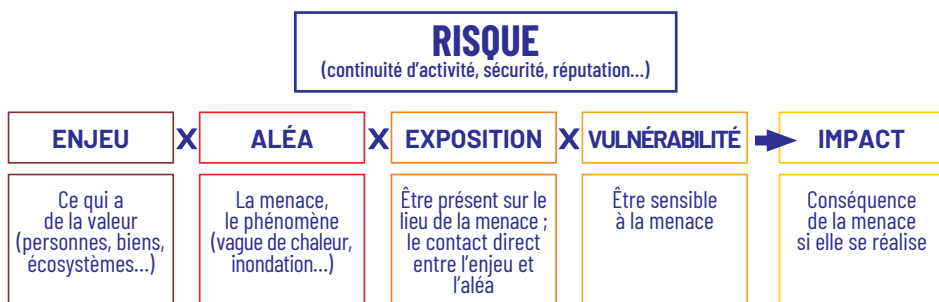 RISQUE
(continuité d'activité, sécurité, réputation...)
ENJEU X ALÉA X EXPOSITION X VULNÉRABILITÉ IMPACT
Ce qui a
de la valeur
(personnes, biens,
écosystèmes...)
La menace,
le phénomène
(vague de chaleur,
inondation...)
Être présent sur le
lieu de la menace ;
le contact direct
entre l'enjeu et
l'aléa
Être sensible
à la menace
Conséquence
de la menace
si elle se réalise